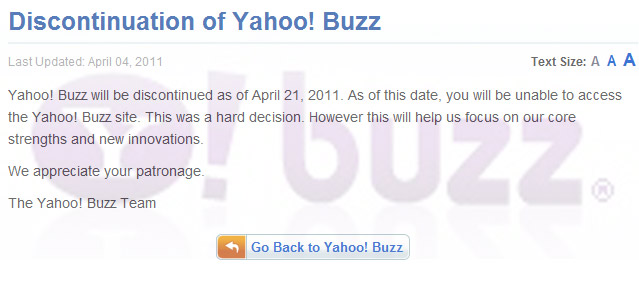 Discontinuation of Yahoo! Buzz
Last Updated: April 04, 2011 Text Size: A A A
Yahoo! Buzz will be discontinued as of April 21, 2011. As of this date, you will be unable to access
the Yahoo! Buzz site. This was a hard decision. However this will help us focus on our core
strengths and new innovations.
We appreciate your patronage.
The Yahoo! Buzz Team
Y! buzz®
Go Back to Yahoo! Buzz